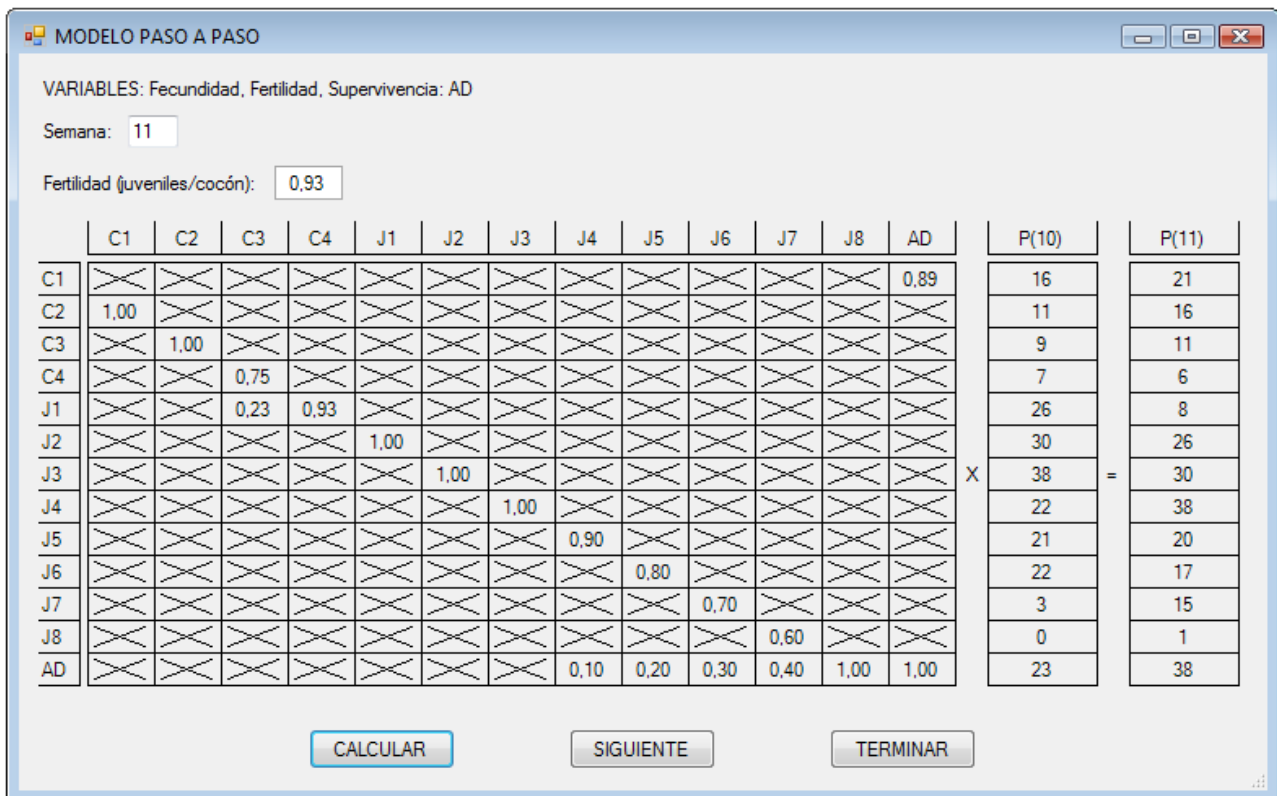 MODELO PASO A PASO
VARIABLES: Fecundidad, Fertilidad, Supervivencia: AD
Semana: 11
Fertilidad (juveniles/cocón): 0,93
C1 C2 C3 C4 J1 J2 J3 J4 J5 J6 J7 J8 AD P(10) P(11)
C1 0,89 16 21
C2 1,00 11 16
C3 1,00 9 11
C4 0,75 7 6
J1 0,23 0,93 26 8
J2 1,00 30 26
J3 1,00 X 38 = 30
J4 1,00 22 38
J5 0,90 21 20
J6 0,80 22 17
J7 0,70 3 15
J8 0,60 0 1
AD 0,10 0,20 0,30 0,40 1,00 1,00 23 38
CALCULAR SIGUIENTE TERMINAR